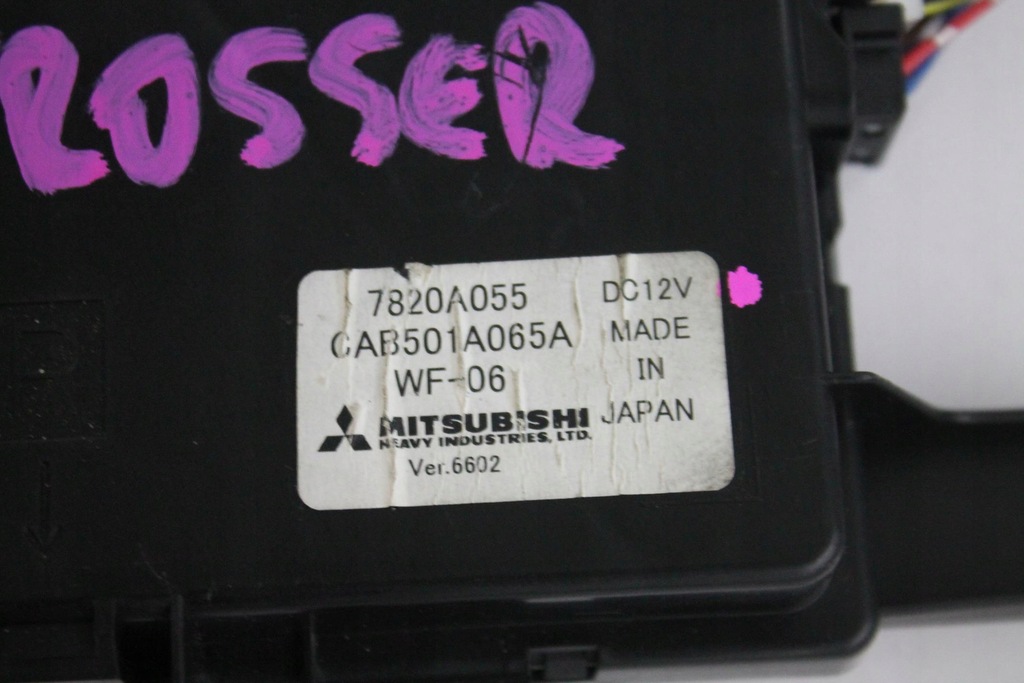 ROSSER
7820A055
CAB501A065A
WF-06
MITSUBISHI
HEAVY INDUSTRIES, LTD.
Ver.6602
DC12V
MADE
IN
JAPAN